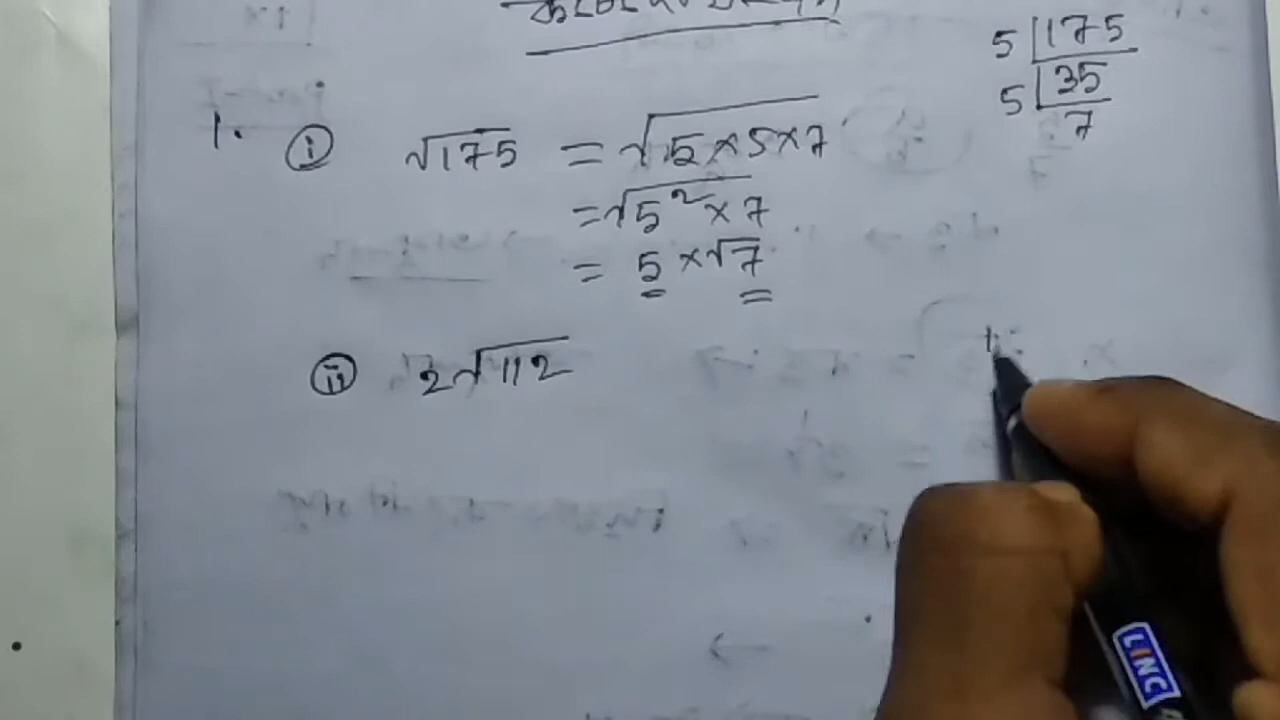 5 | 175
5 | 35
7
1. (i) √175 = √5×5×7
= √5²×7
= 5×√7
(ii) 2√112
LINC